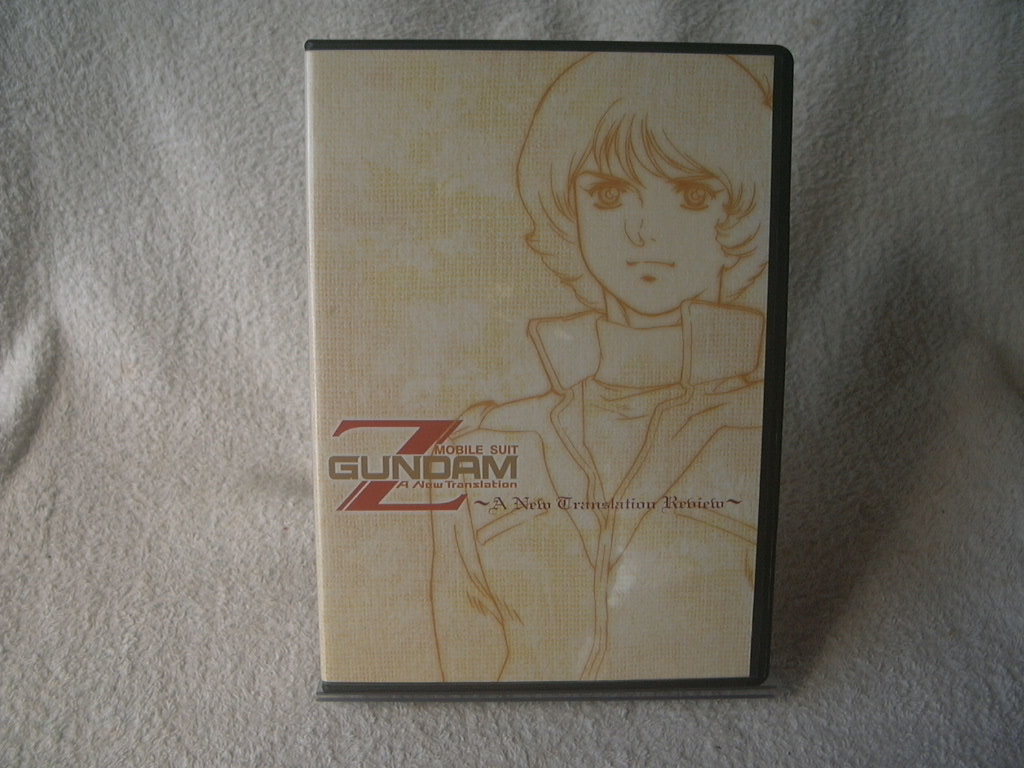 Z
MOBILE SUIT
GUNDAM
A New Translation
~A New Translation Review~